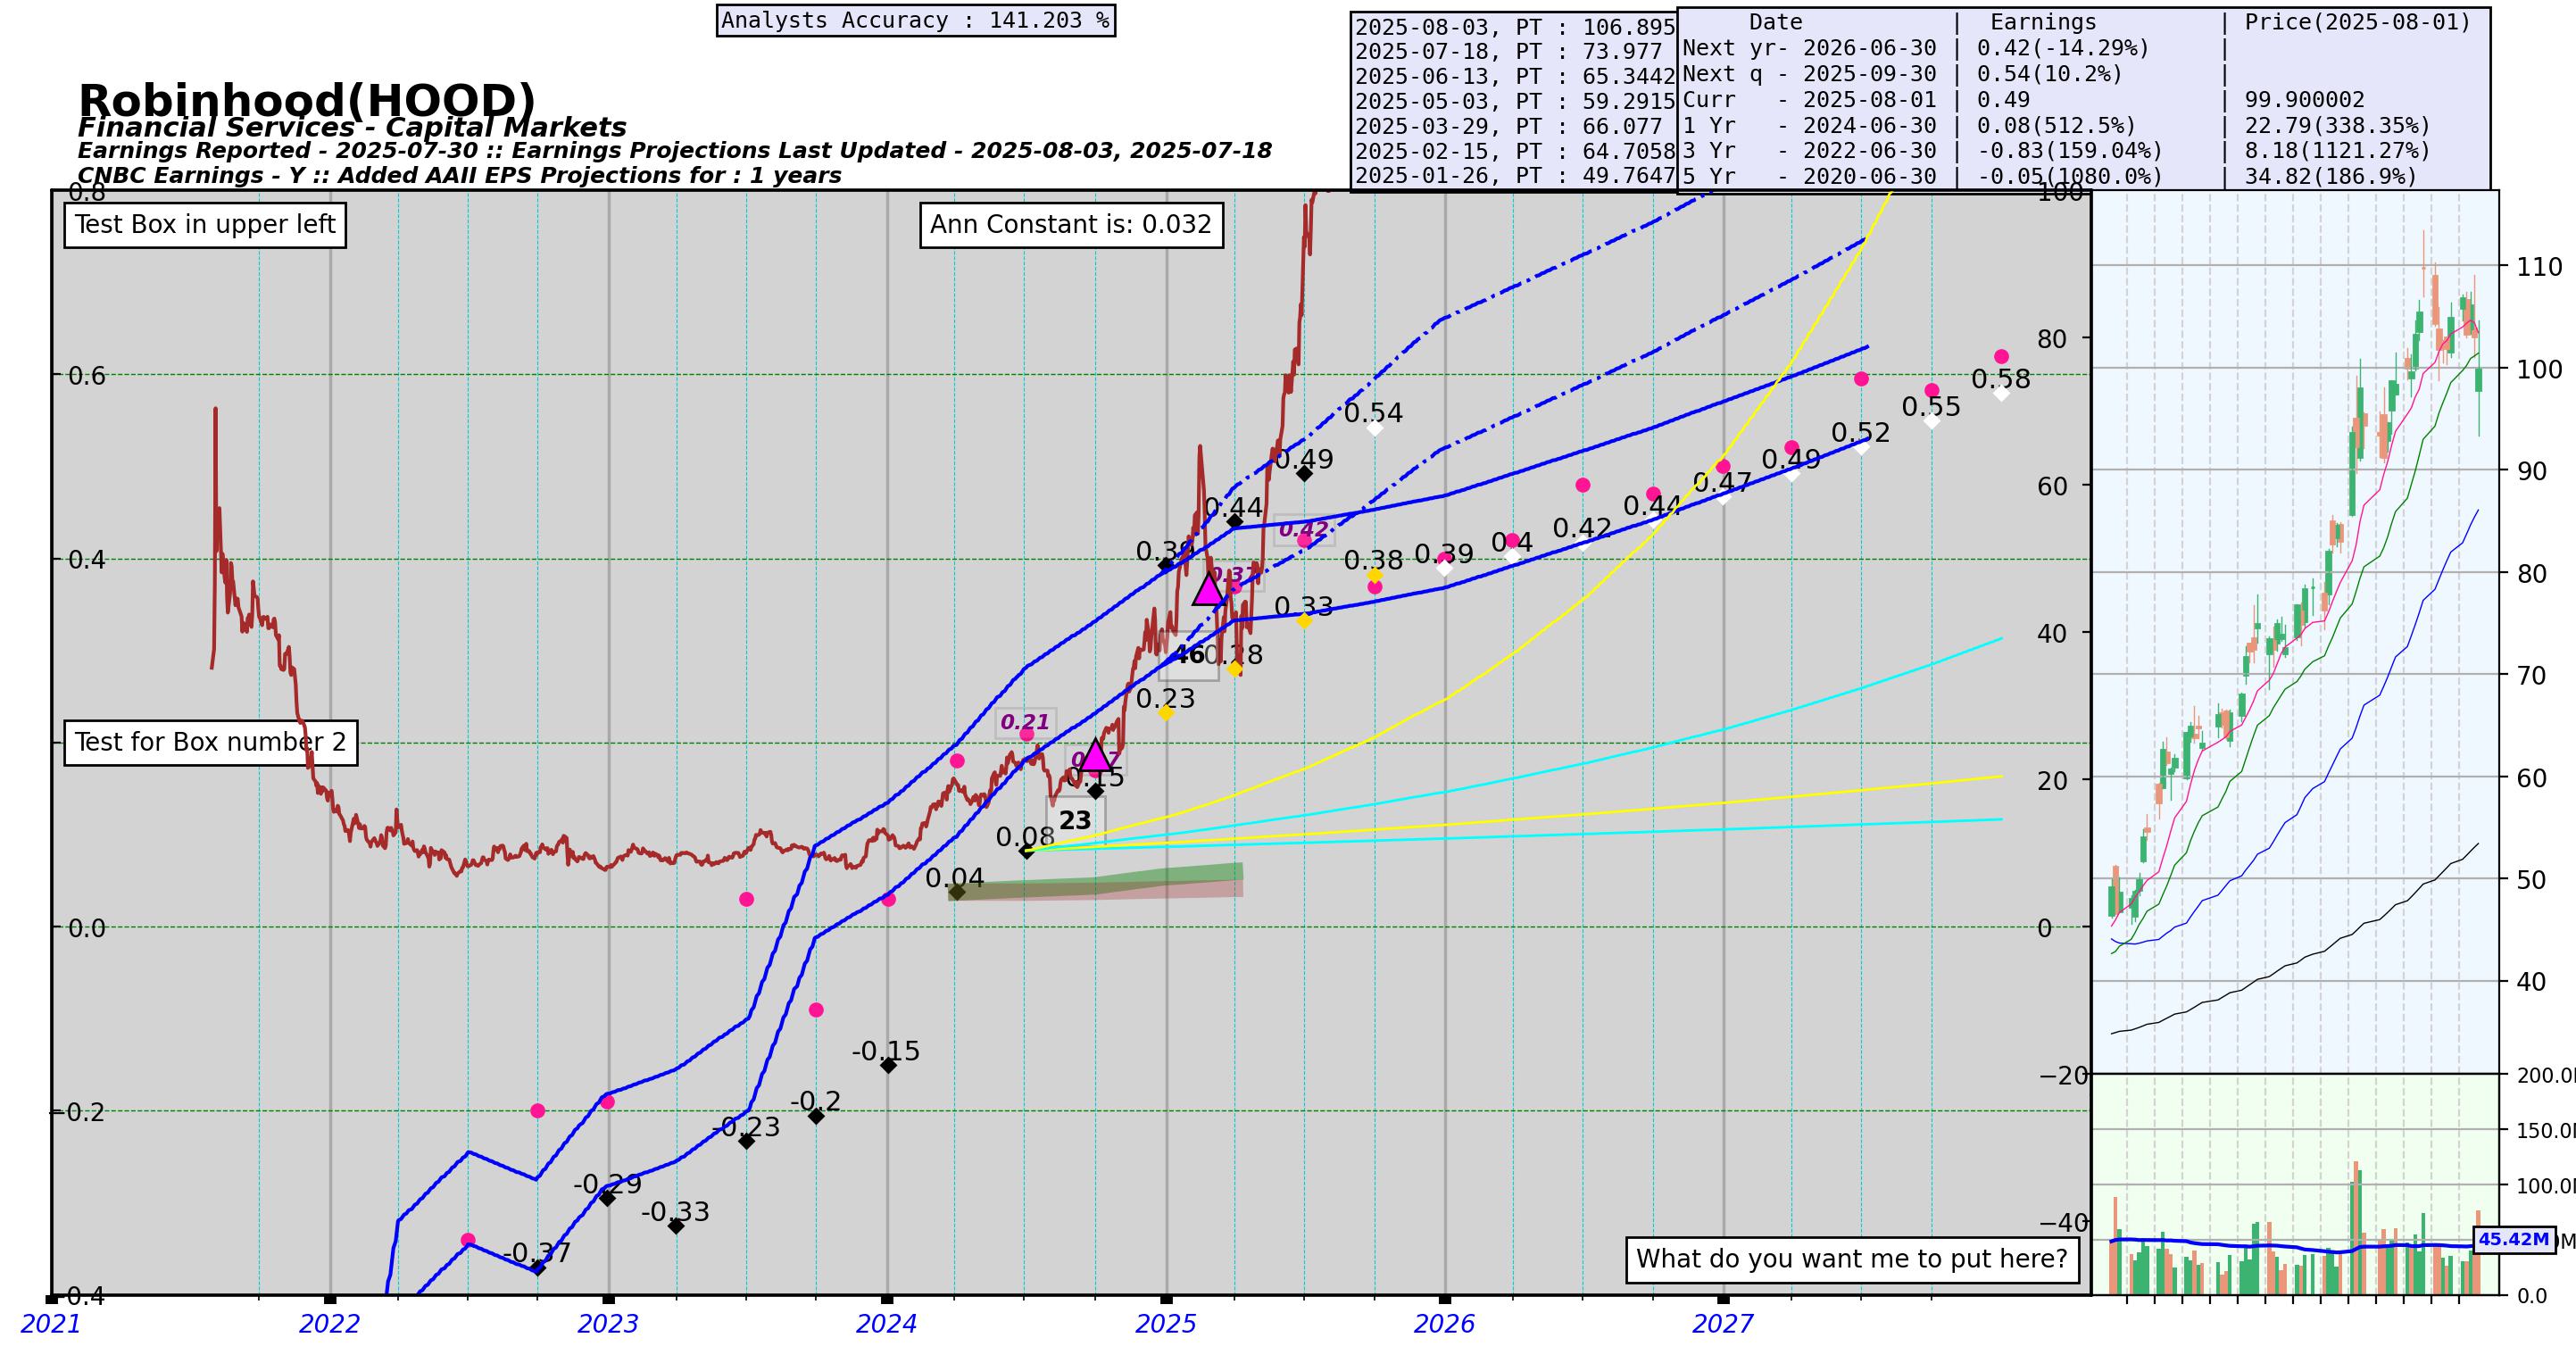 Analysts Accuracy : 141.203 %
Robinhood(HOOD)
Financial Services - Capital Markets
Earnings Reported - 2025-07-30 :: Earnings Projections Last Updated - 2025-08-03, 2025-07-18
CNBC Earnings - Y :: Added AAII EPS Projections for : 1 years
2025-08-03, PT : 106.895
2025-07-18, PT : 73.977
2025-06-13, PT : 65.3442
2025-05-03, PT : 59.2915
2025-03-29, PT : 66.077
2025-02-15, PT : 64.7058
2025-01-26, PT : 49.7647
Date | Earnings | Price(2025-08-01)
Next yr- 2026-06-30 | 0.42(-14.29%) |
Next q - 2025-09-30 | 0.54(10.2%) |
Curr - 2025-08-01 | 0.49 | 99.900002
1 Yr - 2024-06-30 | 0.08(512.5%) | 22.79(338.35%)
3 Yr - 2022-06-30 | -0.83(159.04%) | 8.18(1121.27%)
5 Yr - 2020-06-30 | -0.05(1080.0%) | 34.82(186.9%)
Test Box in upper left
Ann Constant is: 0.032
Test for Box number 2
What do you want me to put here?
0.8
0.6
0.4
0.0
−0.2
−0.4
-0.37
-0.29
-0.33
-0.23
-0.2
-0.15
0.04
0.08
0.15
0.39
0.44
0.49
0.54
0.23
0.28
0.33
0.38
0.39
0.4
0.42
0.44
0.47
0.49
0.52
0.55
0.58
0.21
0.37
0.42
23
46
100
80
60
40
20
0
−20
−40
110
100
90
80
70
60
50
40
200.0
150.0
100.0
45.42M
0.0
2021
2022
2023
2024
2025
2026
2027